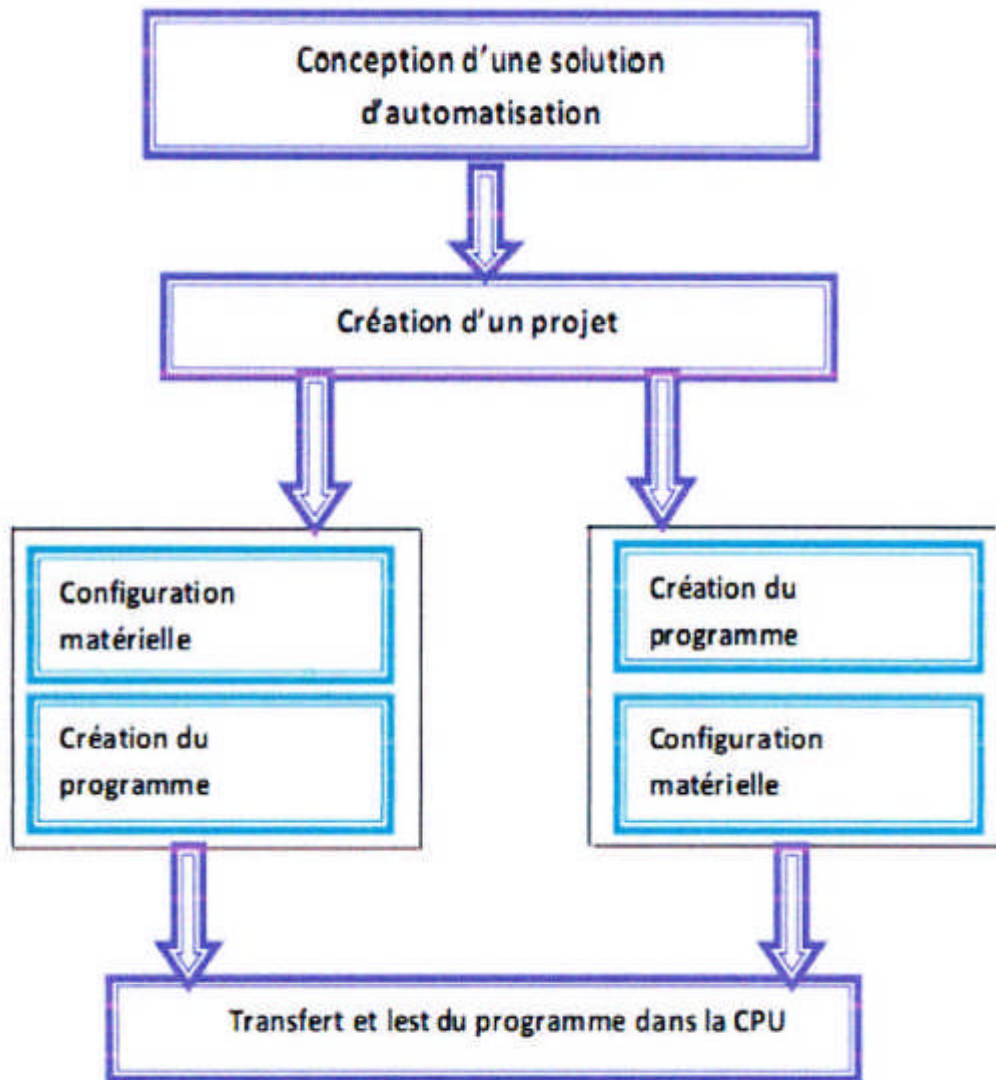 Conception d'une solution
d'automatisation
Création d'un projet
Configuration
matérielle
Création du
programme
Création du
programme
Configuration
matérielle
Transfert et lest du programme dans la CPU